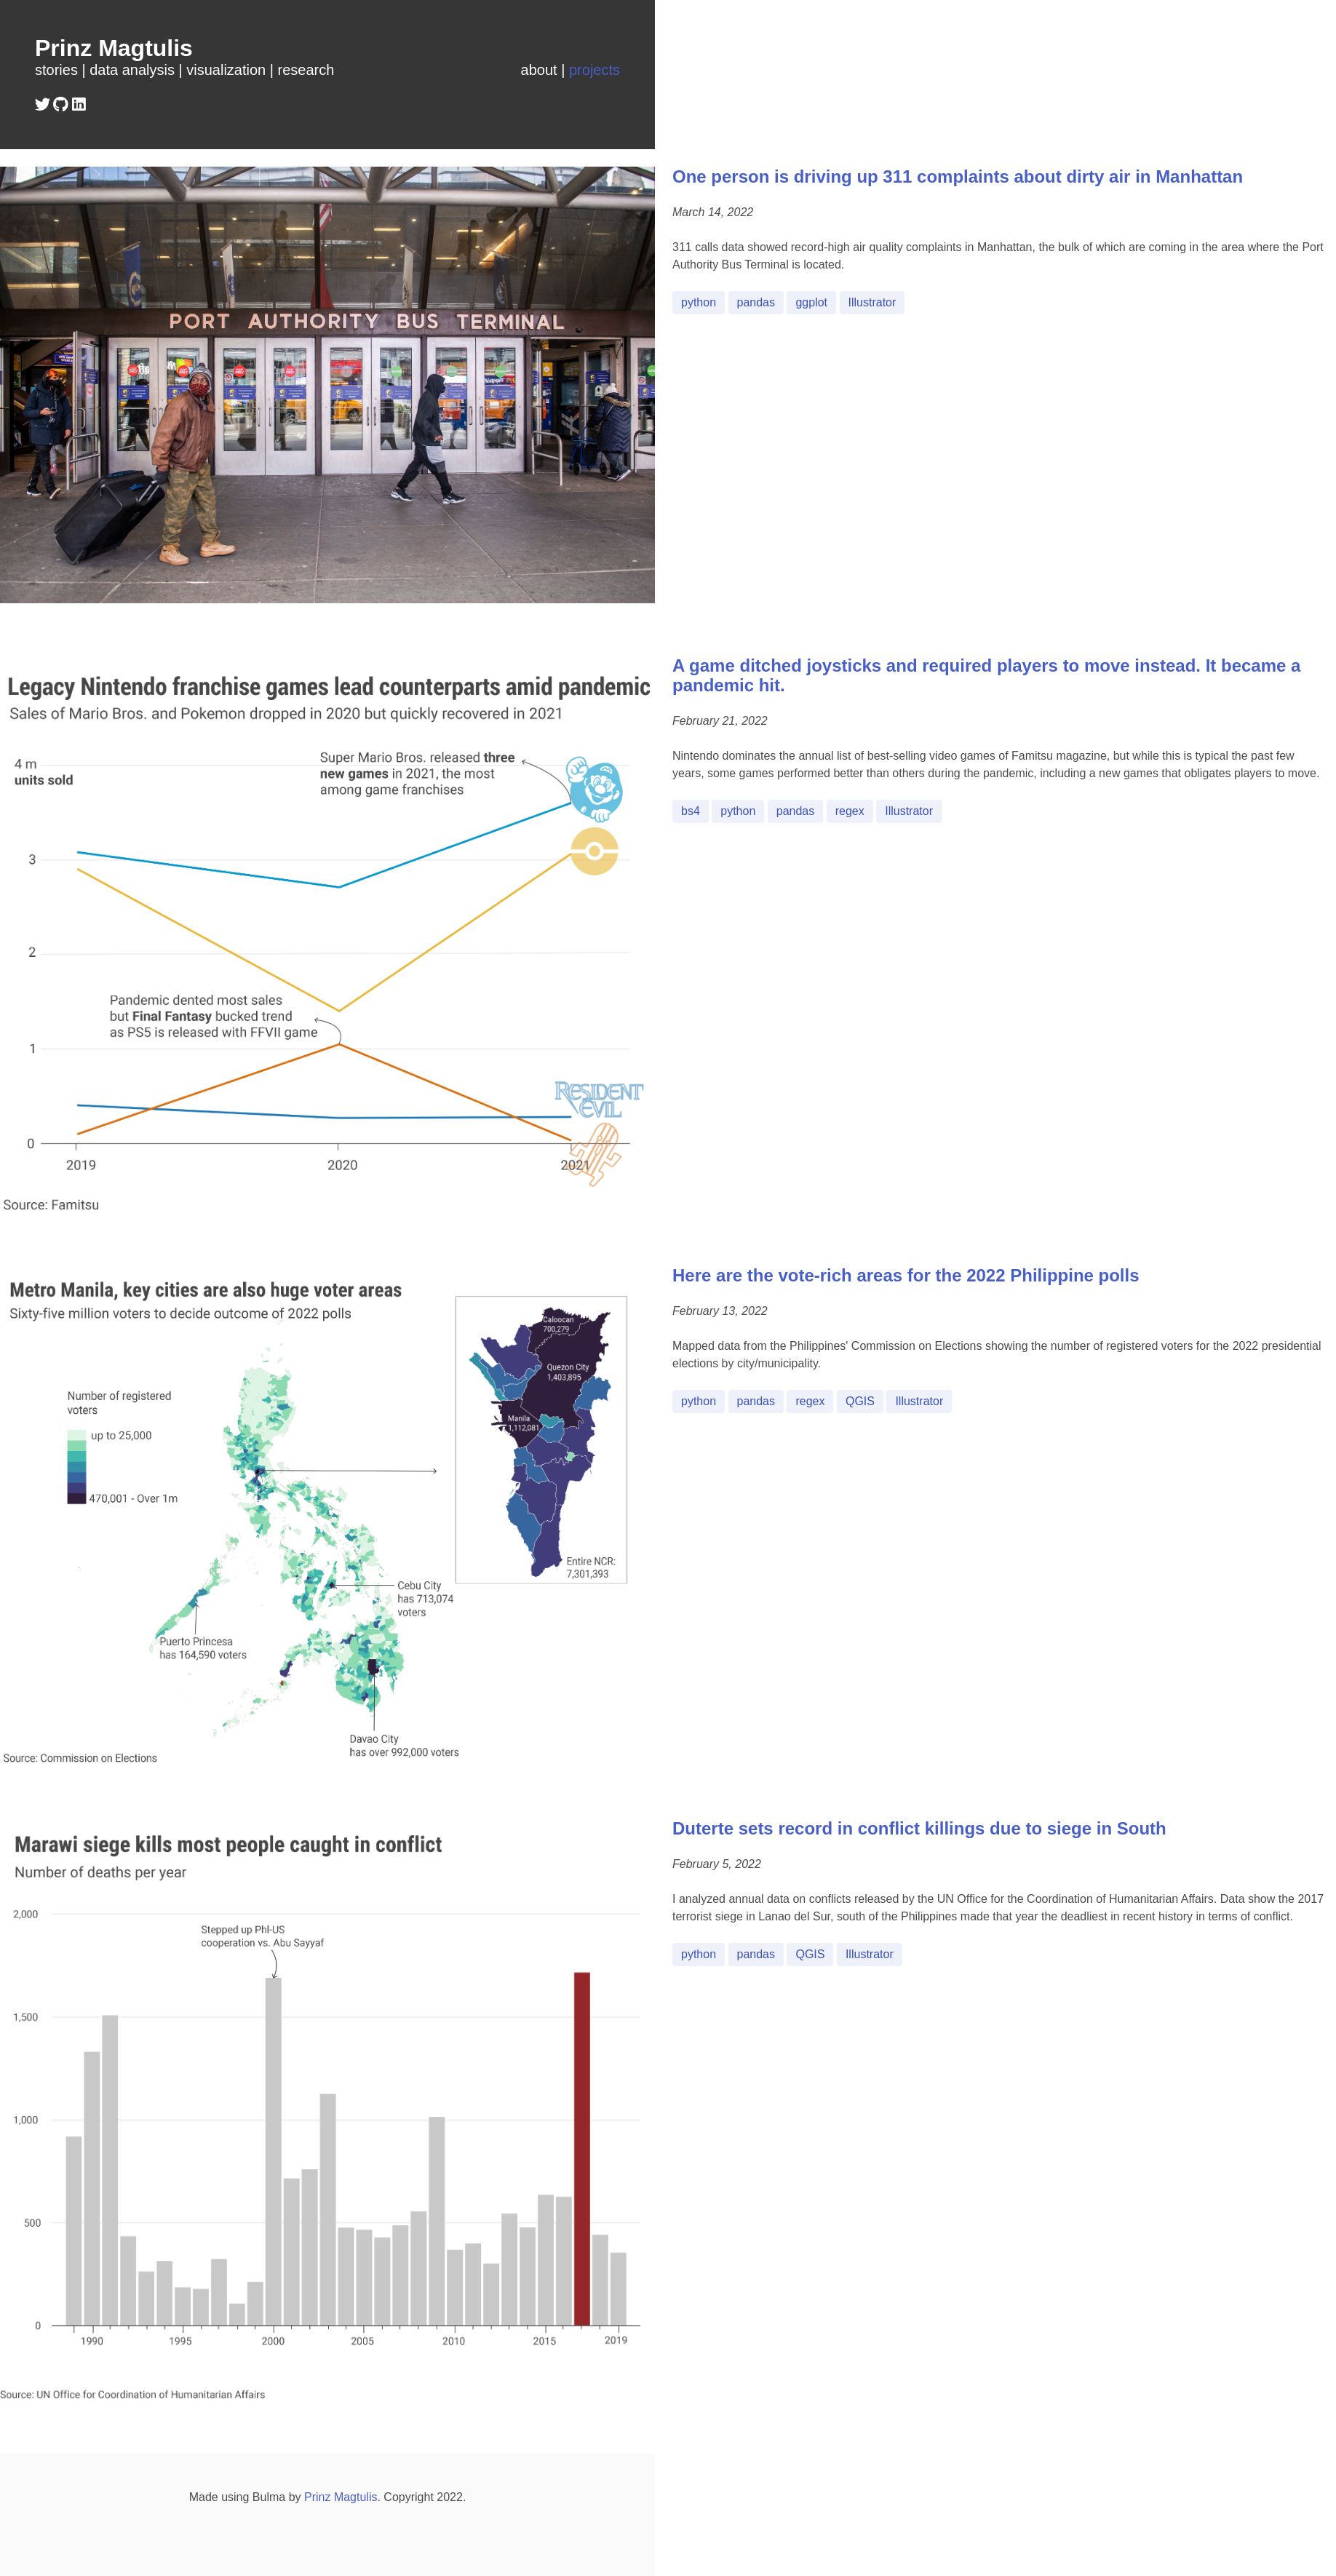 Prinz Magtulis
stories | data analysis | visualization | research
about | projects
PORT AUTHORITY BUS TERMINAL
One person is driving up 311 complaints about dirty air in Manhattan
March 14, 2022
311 calls data showed record-high air quality complaints in Manhattan, the bulk of which are coming in the area where the Port
Authority Bus Terminal is located.
python pandas ggplot Illustrator
Legacy Nintendo franchise games lead counterparts amid pandemic
Sales of Mario Bros. and Pokemon dropped in 2020 but quickly recovered in 2021
4 m
units sold
Super Mario Bros. released three
new games in 2021, the most
among game franchises
3
2
Pandemic dented most sales
but Final Fantasy bucked trend
as PS5 is released with FFVII game
1
RESIDENT
EVIL
0
2019 2020 2021
Source: Famitsu
A game ditched joysticks and required players to move instead. It became a
pandemic hit.
February 21, 2022
Nintendo dominates the annual list of best-selling video games of Famitsu magazine, but while this is typical the past few
years, some games performed better than others during the pandemic, including a new games that obligates players to move.
bs4 python pandas regex Illustrator
Metro Manila, key cities are also huge voter areas
Sixty-five million voters to decide outcome of 2022 polls
Number of registered
voters
up to 25,000
470,001 - Over 1m
Caloocan
700,279
Quezon City
1,403,895
Manila
1,112,081
Entire NCR:
7,301,393
Cebu City
has 713,074
voters
Puerto Princesa
has 164,590 voters
Davao City
has over 992,000 voters
Source: Commission on Elections
Here are the vote-rich areas for the 2022 Philippine polls
February 13, 2022
Mapped data from the Philippines' Commission on Elections showing the number of registered voters for the 2022 presidential
elections by city/municipality.
python pandas regex QGIS Illustrator
Marawi siege kills most people caught in conflict
Number of deaths per year
2,000
Stepped up Phl-US
cooperation vs. Abu Sayyaf
1,500
1,000
500
0
1990 1995 2000 2005 2010 2015 2019
Source: UN Office for Coordination of Humanitarian Affairs
Duterte sets record in conflict killings due to siege in South
February 5, 2022
I analyzed annual data on conflicts released by the UN Office for the Coordination of Humanitarian Affairs. Data show the 2017
terrorist siege in Lanao del Sur, south of the Philippines made that year the deadliest in recent history in terms of conflict.
python pandas QGIS Illustrator
Made using Bulma by Prinz Magtulis. Copyright 2022.